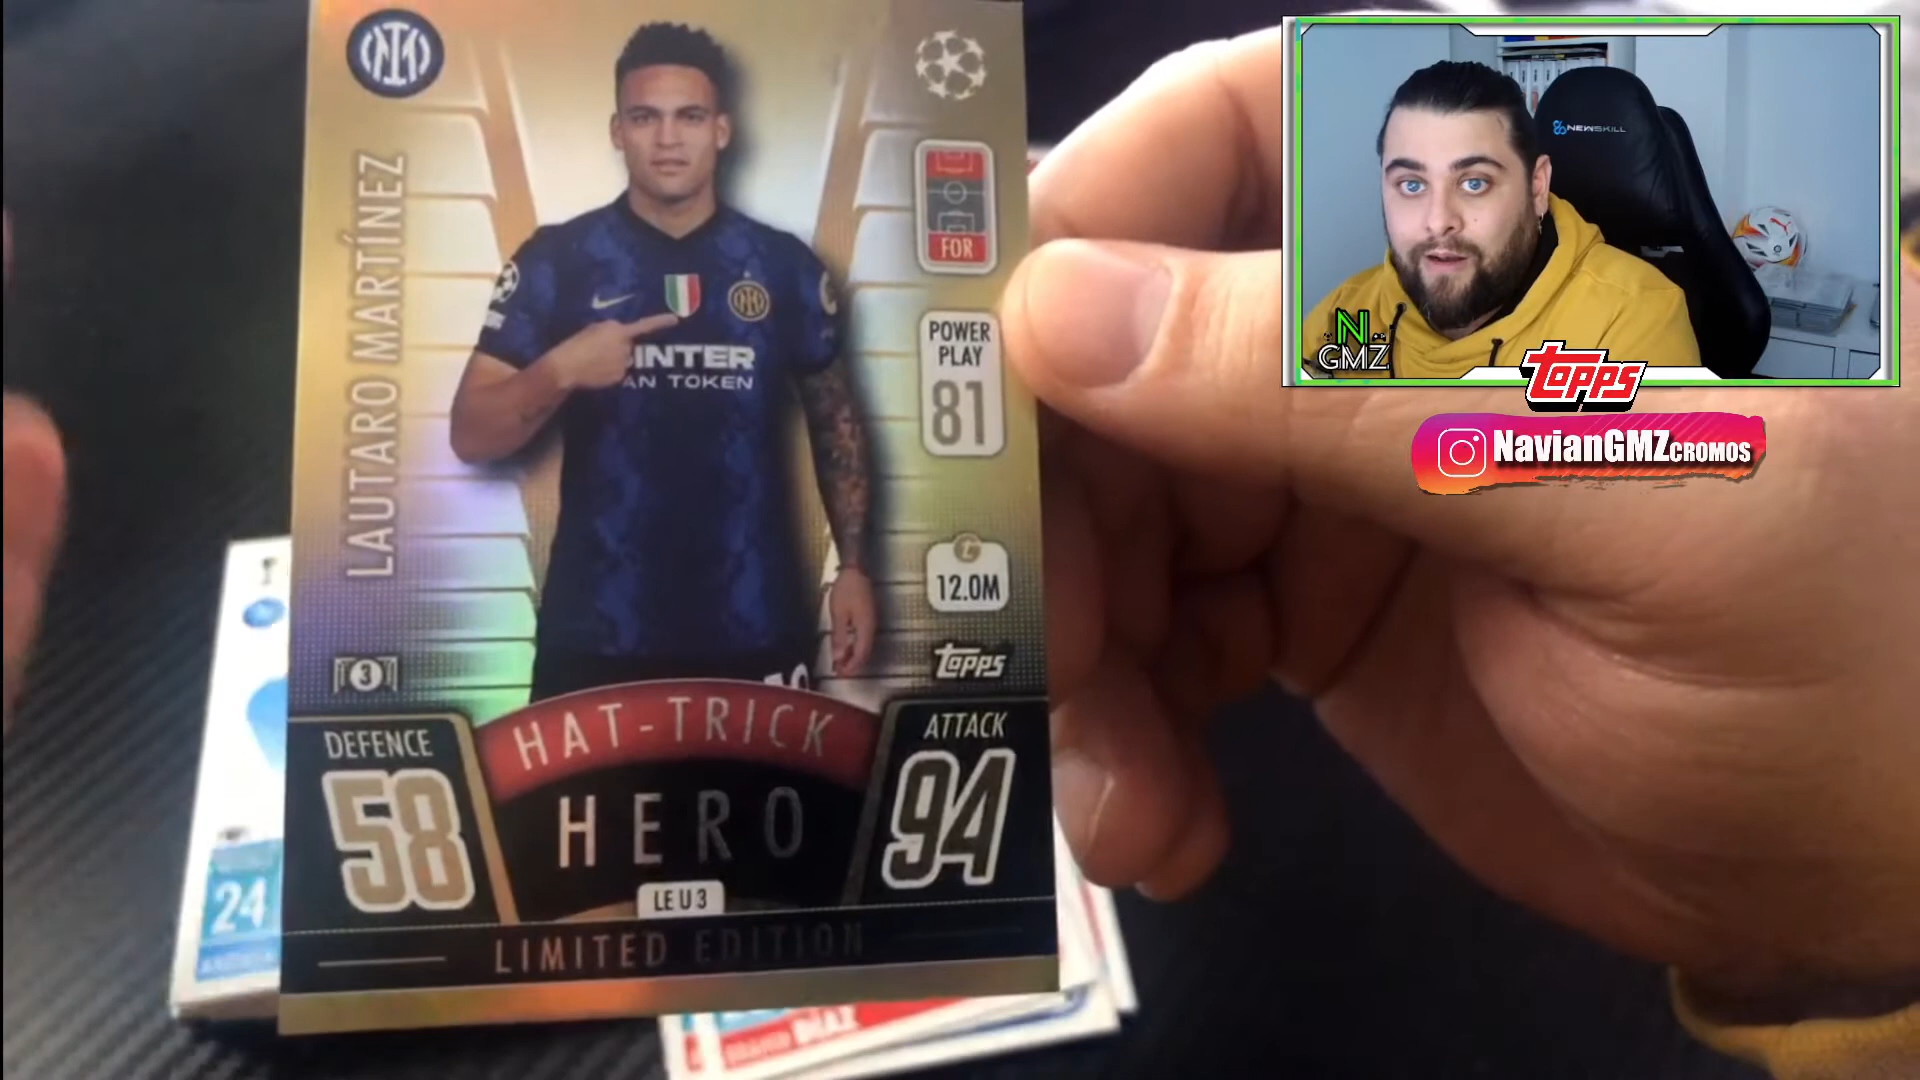 LAUTARO MARTÍNEZ
FOR
POWER
PLAY
81
INTER
AN TOKEN
12.0M
topps
3
DEFENCE
58
HAT-TRICK
HERO
ATTACK
94
LE U 3
LIMITED EDITION
24
DÍAZ
NEWSKILL
N
GMZ
topps
NavianGMZCROMOS